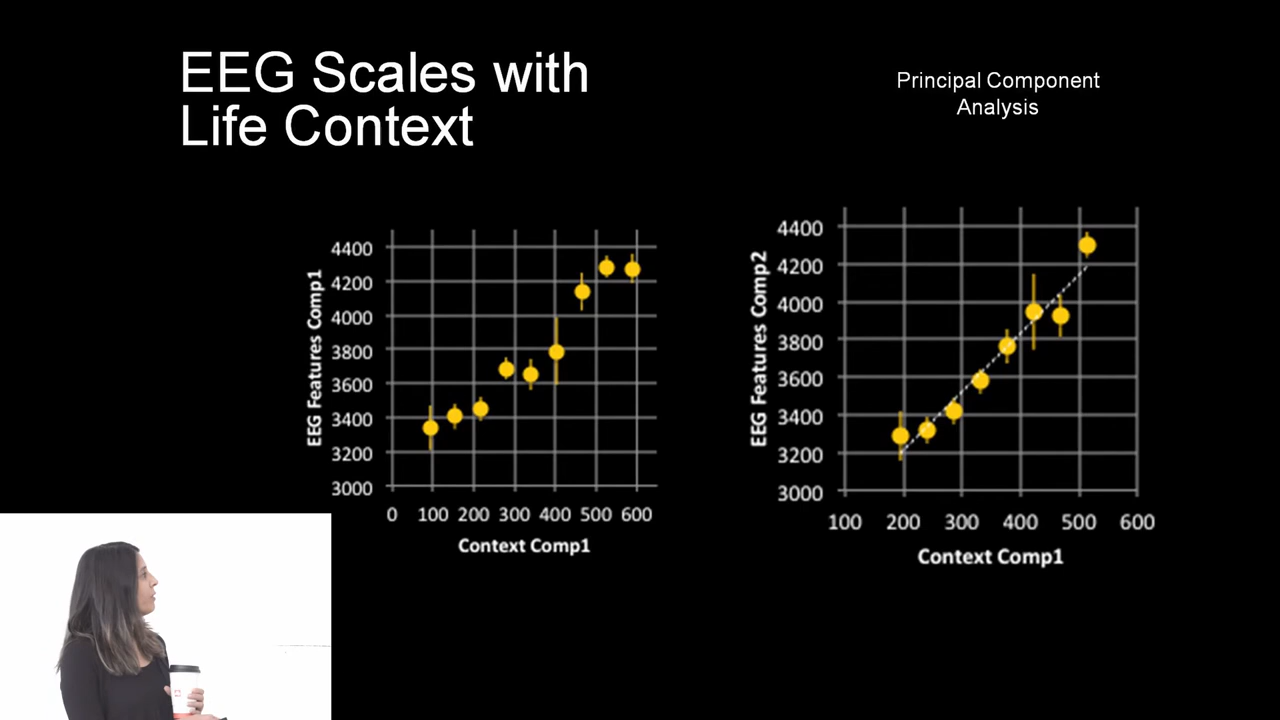 EEG Scales with
Life Context
Principal Component
Analysis
EEG Features Comp1
4400
4200
4000
3800
3600
3400
3200
3000
0 100 200 300 400 500 600
Context Comp1
EEG Features Comp2
4400
4200
4000
3800
3600
3400
3200
3000
100 200 300 400 500 600
Context Comp1